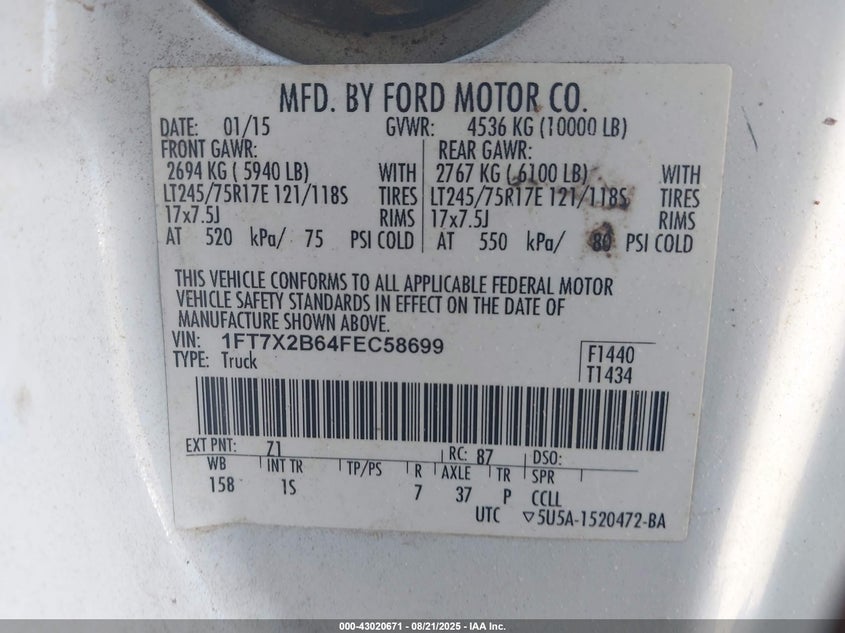 MFD. BY FORD MOTOR CO.
DATE: 01/15 GVWR: 4536 KG (10000 LB)
FRONT GAWR: REAR GAWR:
2694 KG ( 5940 LB) WITH 2767 KG ( 6100 LB) WITH
LT245/75R17E 121/118S TIRES LT245/75R17E 121/118S TIRES
17x7.5J RIMS 17x7.5J RIMS
AT 520 kPa/ 75 PSI COLD AT 550 kPa/ 80 PSI COLD
THIS VEHICLE CONFORMS TO ALL APPLICABLE FEDERAL MOTOR
VEHICLE SAFETY STANDARDS IN EFFECT ON THE DATE OF
MANUFACTURE SHOWN ABOVE.
VIN: 1FT7X2B64FEC58699
TYPE: Truck
F1440
T1434
EXT PNT: Z1 RC: 87 DSO:
WB INT TR TP/PS R AXLE TR SPR
158 1S 7 37 P CCLL
UTC ▽5U5A-1520472-BA
000-43020671 - 08/21/2025 - IAA Inc.